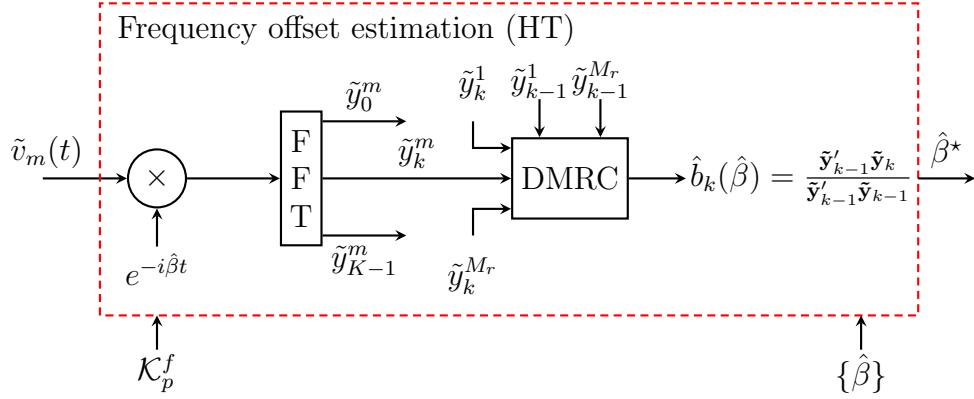 Frequency offset estimation (HT)
ỹ_0^m
ỹ_k^1 ỹ_{k−1}^1 ỹ_{k−1}^{M_r}
ṽ_m(t)
×
F
F
T
ỹ_k^m
DMRC
b̂_k(β̂) = ỹ′_{k−1}ỹ_k / ỹ′_{k−1}ỹ_{k−1}
β̂^⋆
e^{−iβ̂t}
ỹ_{K−1}^m
ỹ_k^{M_r}
𝒦_p^f
{β̂}